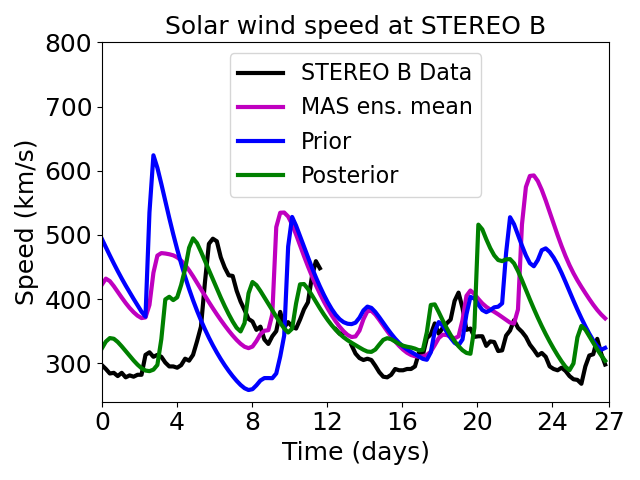 Solar wind speed at STEREO B
800
700
600
500
400
300
Speed (km/s)
STEREO B Data
MAS ens. mean
Prior
Posterior
0 4 8 12 16 20 24 27
Time (days)